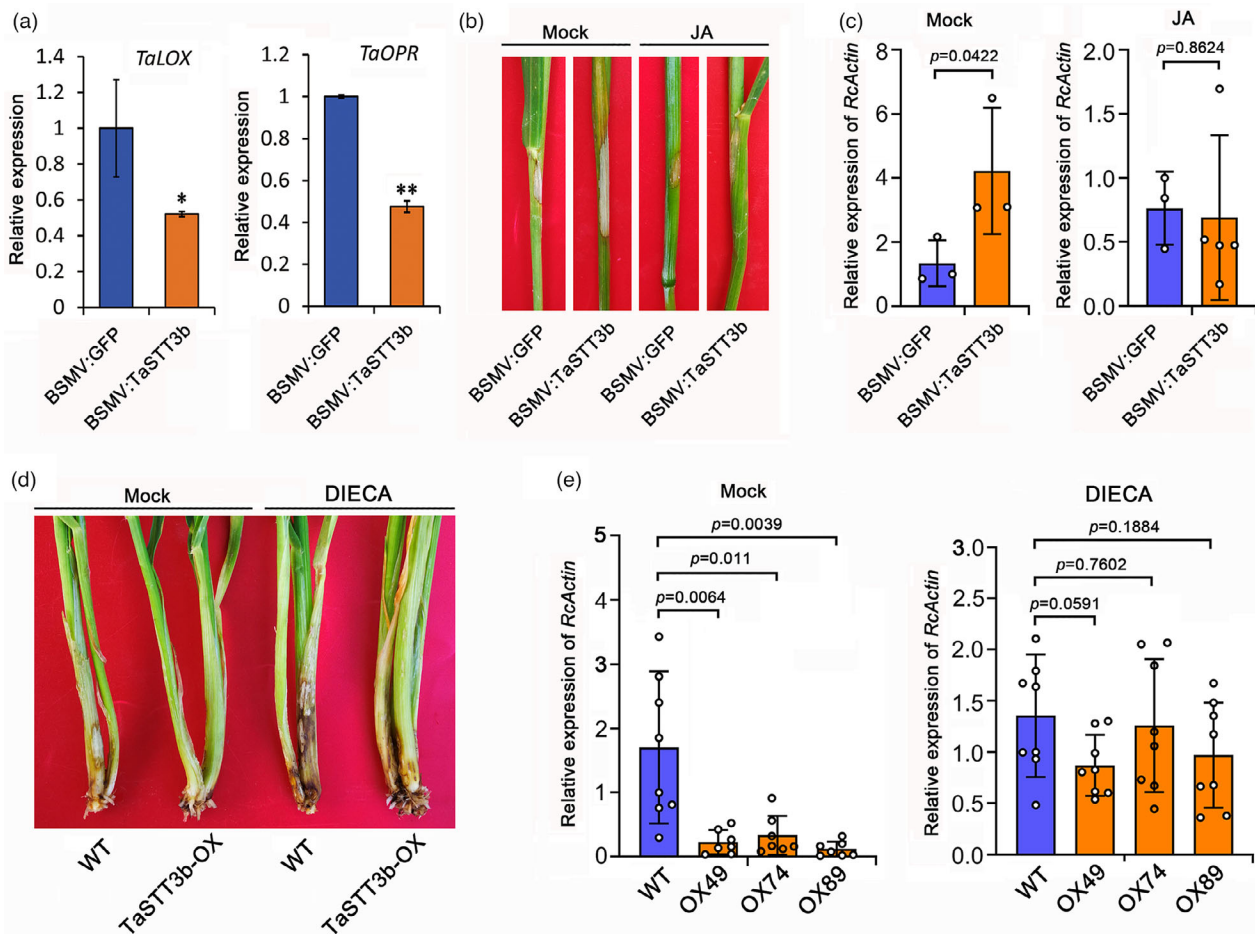 (a)
TaLOX
Relative expression
1.4
1.2
1
0.8
0.6
0.4
0.2
0
*
BSMV:GFP
BSMV:TaSTT3b
TaOPR
Relative expression
1.2
1
0.8
0.6
0.4
0.2
0
**
BSMV:GFP
BSMV:TaSTT3b
(b)
Mock
JA
BSMV:GFP
BSMV:TaSTT3b
BSMV:GFP
BSMV:TaSTT3b
(c)
Mock
Relative expression of RcActin
8
6
4
2
0
p=0.0422
BSMV:GFP
BSMV:TaSTT3b
JA
Relative expression of RcActin
2.0
1.5
1.0
0.5
0.0
p=0.8624
BSMV:GFP
BSMV:TaSTT3b
(d)
Mock
DIECA
WT
TaSTT3b-OX
WT
TaSTT3b-OX
(e)
Mock
Relative expression of RcActin
5
4
3
2
1
0
p=0.0039
p=0.011
p=0.0064
WT
OX49
OX74
OX89
DIECA
Relative expression of RcActin
3.0
2.5
2.0
1.5
1.0
0.5
0.0
p=0.1884
p=0.7602
p=0.0591
WT
OX49
OX74
OX89